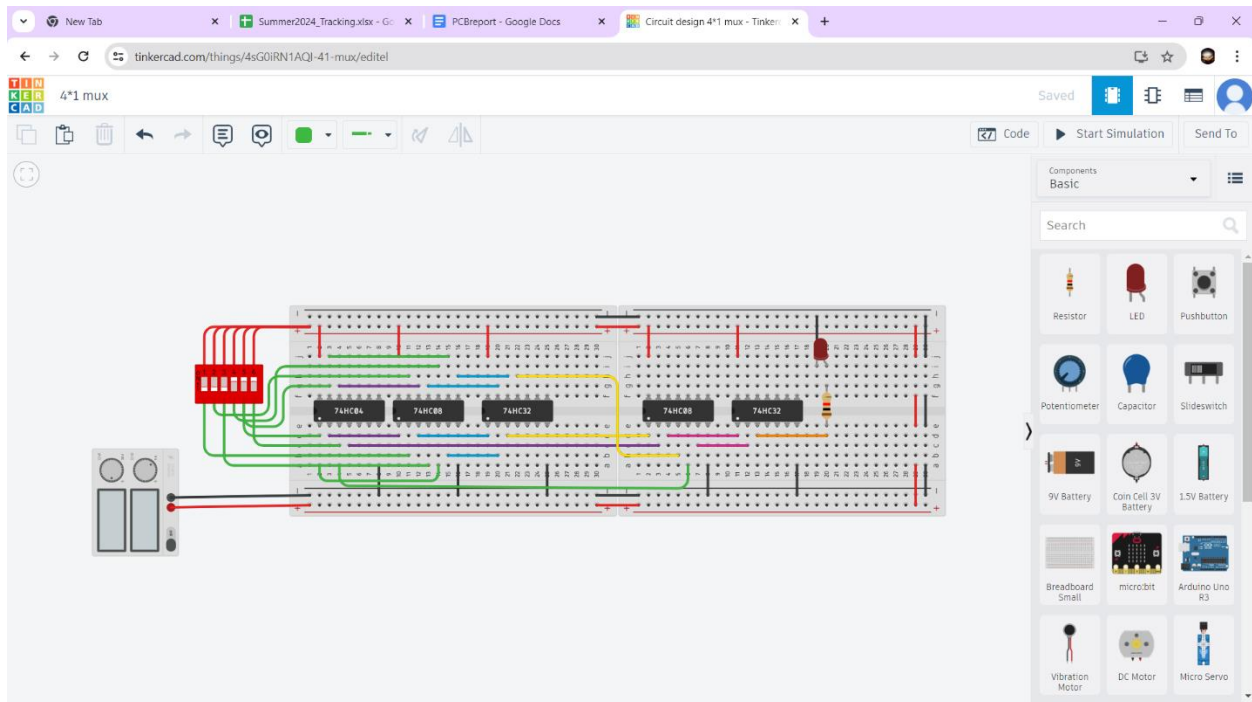 New Tab
Summer2024_Tracking.xlsx - Go
PCBreport - Google Docs
Circuit design 4*1 mux - Tinker
tinkercad.com/things/4sG0iRN1AQI-41-mux/editel
TIN
KER
CAD
4*1 mux
Saved
Code
Start Simulation
Send To
Components
Basic
Search
Resistor
LED
Pushbutton
Potentiometer
Capacitor
Slideswitch
9V Battery
Coin Cell 3V
Battery
1.5V Battery
Breadboard
Small
micro:bit
Arduino Uno
R3
Vibration
Motor
DC Motor
Micro Servo
74HC04
74HC08
74HC32
74HC08
74HC32